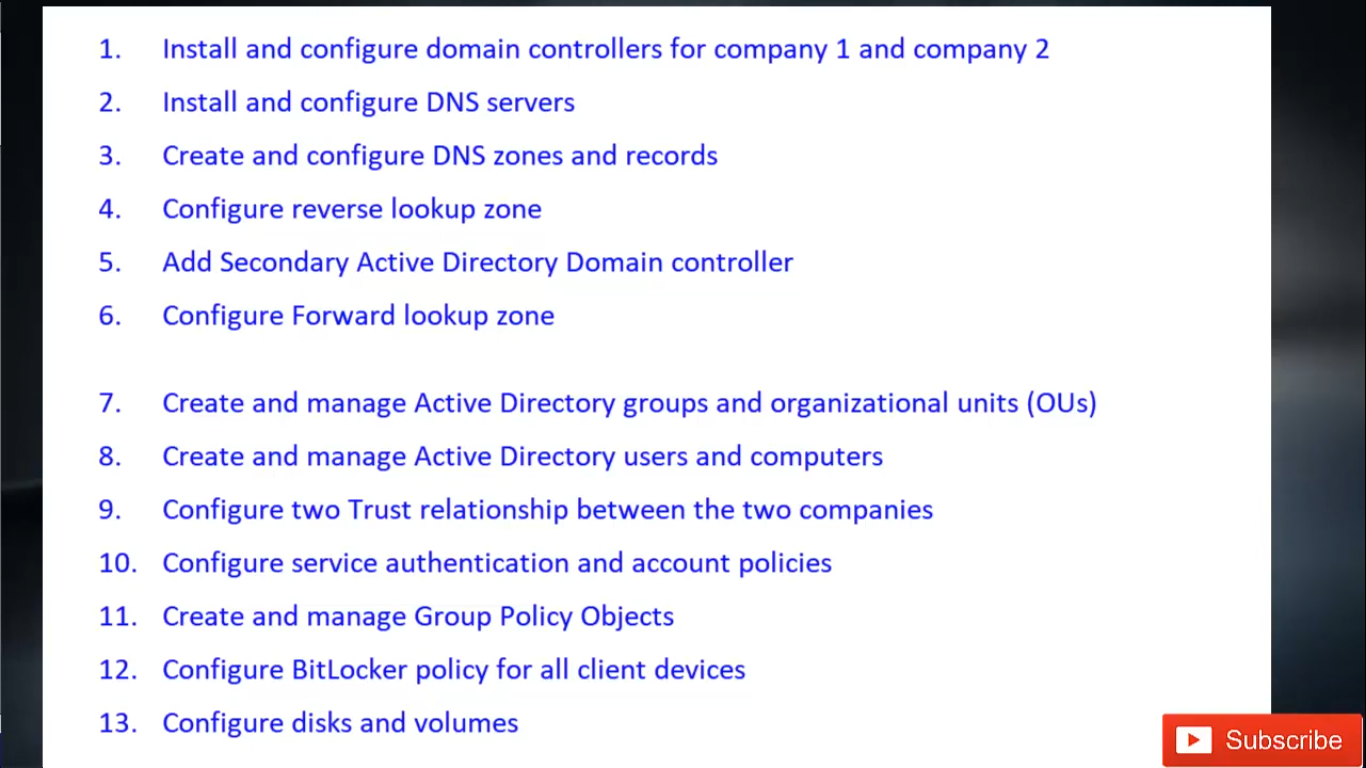 1. Install and configure domain controllers for company 1 and company 2
2. Install and configure DNS servers
3. Create and configure DNS zones and records
4. Configure reverse lookup zone
5. Add Secondary Active Directory Domain controller
6. Configure Forward lookup zone
7. Create and manage Active Directory groups and organizational units (OUs)
8. Create and manage Active Directory users and computers
9. Configure two Trust relationship between the two companies
10. Configure service authentication and account policies
11. Create and manage Group Policy Objects
12. Configure BitLocker policy for all client devices
13. Configure disks and volumes
Subscribe